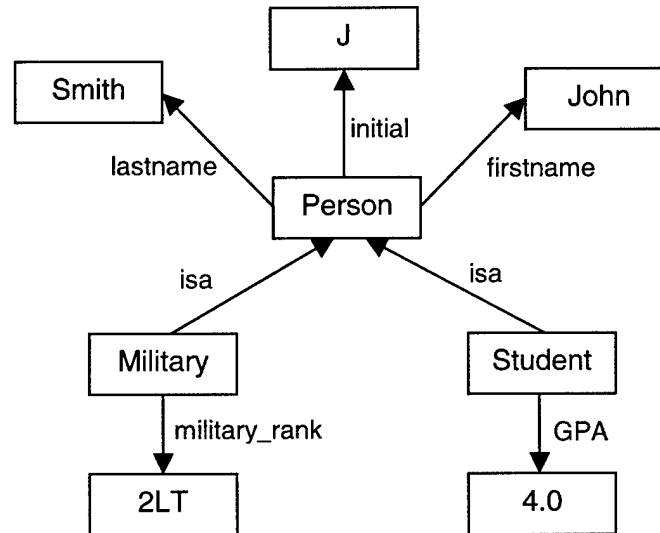 J
Smith
John
initial
lastname
firstname
Person
isa
isa
Military
Student
military_rank
GPA
2LT
4.0